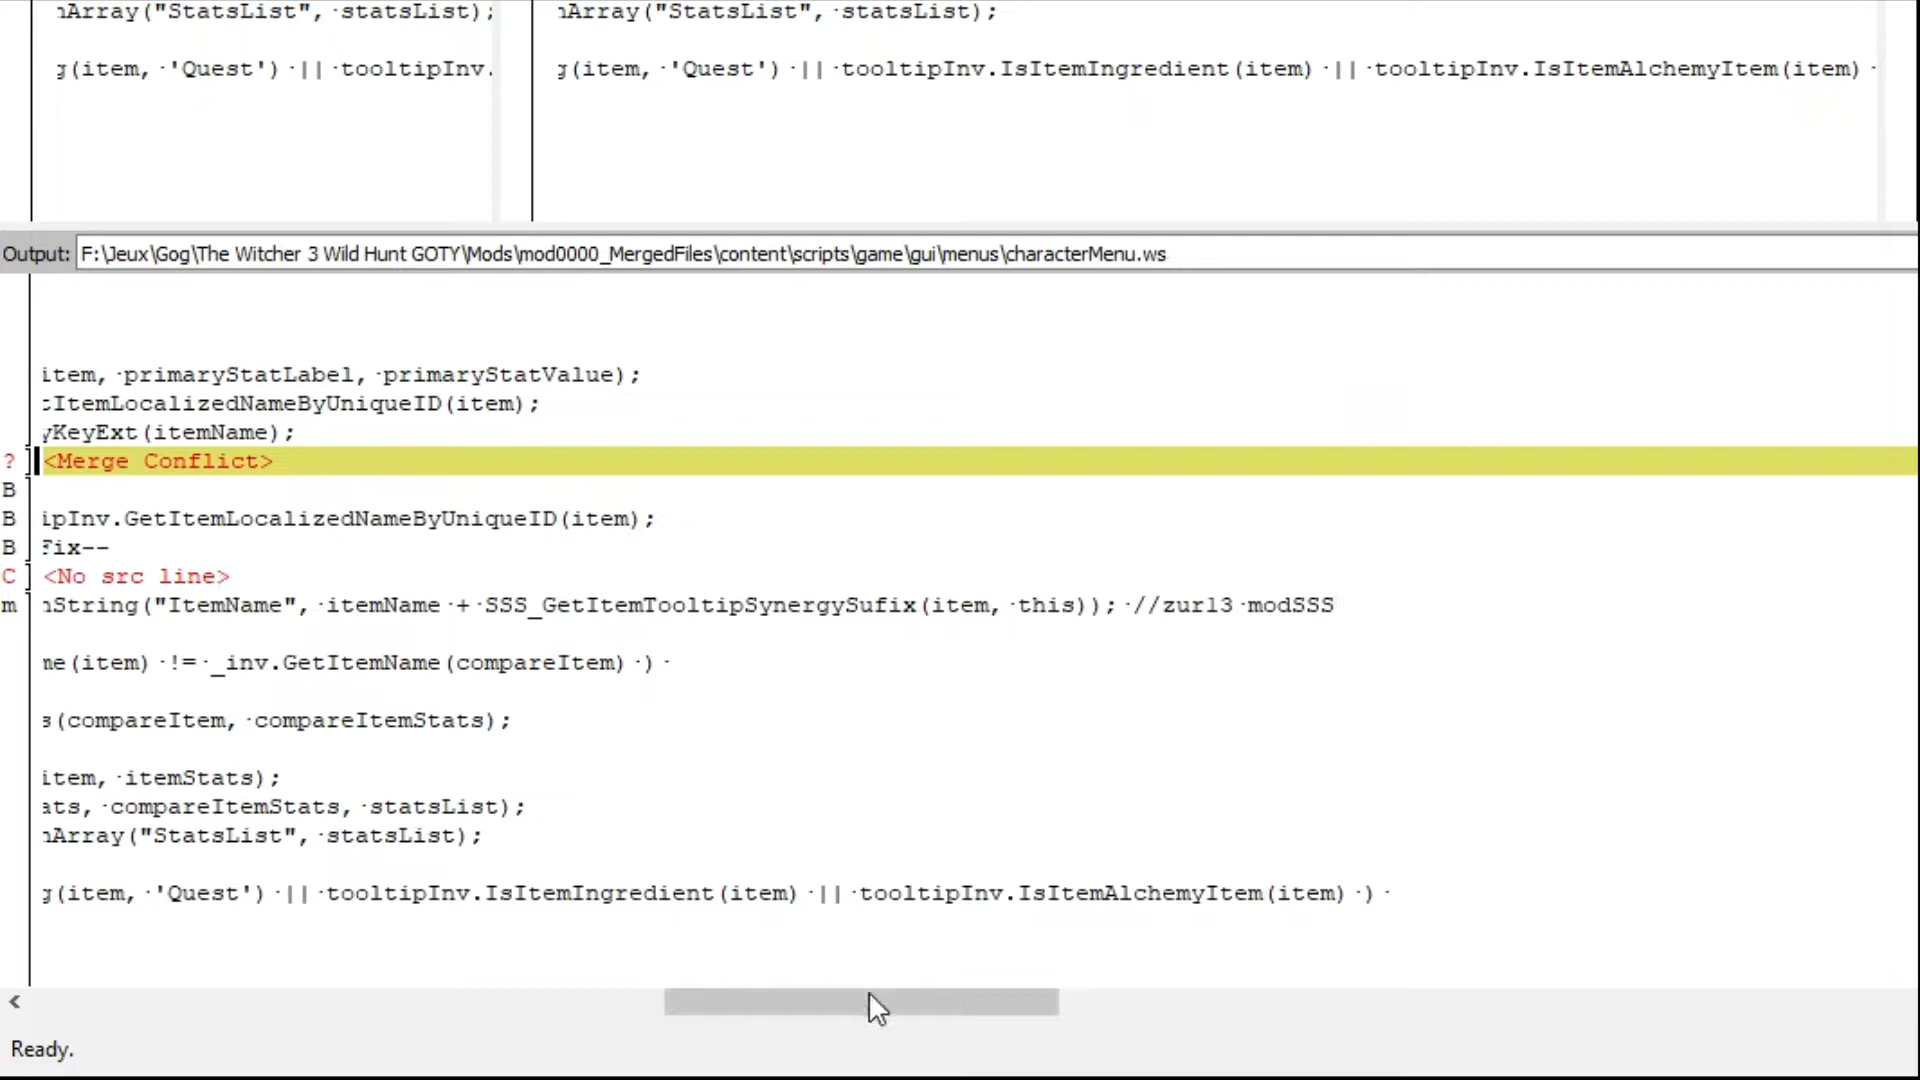 ıArray("StatsList", ·statsList);
ıArray("StatsList", ·statsList);
g(item, ·'Quest') ·|| ·tooltipInv.
g(item, ·'Quest') ·|| ·tooltipInv.IsItemIngredient(item) ·|| ·tooltipInv.IsItemAlchemyItem(item) ·
Output: F:\Jeux\Gog\The Witcher 3 Wild Hunt GOTY\Mods\mod0000_MergedFiles\content\scripts\game\gui\menus\characterMenu.ws
item, ·primaryStatLabel, ·primaryStatValue);
tItemLocalizedNameByUniqueID(item);
yKeyExt(itemName);
? <Merge Conflict>
B
B ipInv.GetItemLocalizedNameByUniqueID(item);
B Fix--
C <No src line>
m ıString("ItemName", ·itemName ·+ ·SSS_GetItemTooltipSynergySufix(item, ·this)); ·//zur13 ·modSSS
me(item) ·!= ·_inv.GetItemName(compareItem) ·) ·
s(compareItem, ·compareItemStats);
item, ·itemStats);
ats, ·compareItemStats, ·statsList);
ıArray("StatsList", ·statsList);
g(item, ·'Quest') ·|| ·tooltipInv.IsItemIngredient(item) ·|| ·tooltipInv.IsItemAlchemyItem(item) ·) ·
Ready.